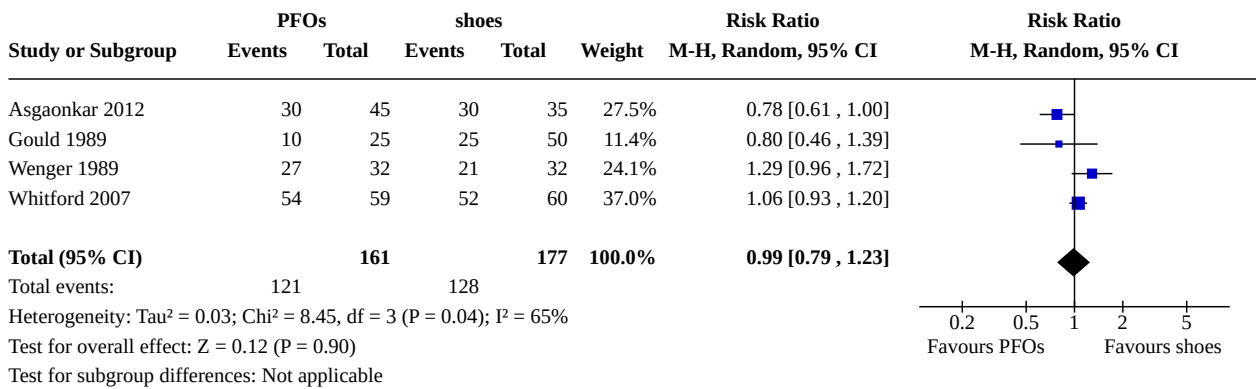 PFOs shoes Risk Ratio Risk Ratio
Study or Subgroup Events Total Events Total Weight M-H, Random, 95% CI M-H, Random, 95% CI
Asgaonkar 2012 30 45 30 35 27.5% 0.78 [0.61 , 1.00]
Gould 1989 10 25 25 50 11.4% 0.80 [0.46 , 1.39]
Wenger 1989 27 32 21 32 24.1% 1.29 [0.96 , 1.72]
Whitford 2007 54 59 52 60 37.0% 1.06 [0.93 , 1.20]
Total (95% CI) 161 177 100.0% 0.99 [0.79 , 1.23]
Total events: 121 128
Heterogeneity: Tau² = 0.03; Chi² = 8.45, df = 3 (P = 0.04); I² = 65%
0.2 0.5 1 2 5
Test for overall effect: Z = 0.12 (P = 0.90)
Favours PFOs Favours shoes
Test for subgroup differences: Not applicable